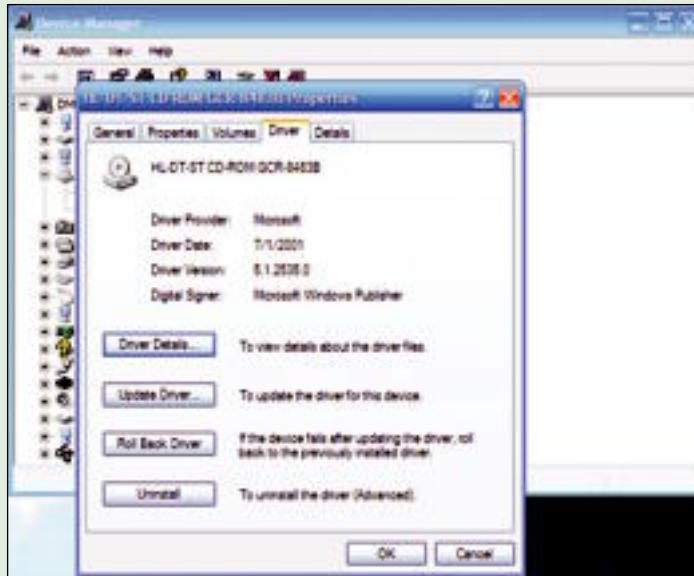 Device Manager
File Action View Help
HL-DT-ST CD-ROM GCR-8463B Properties
General Properties Volumes Driver Details
HL-DT-ST CD-ROM GCR-8463B
Driver Provider: Microsoft
Driver Date: 7/1/2001
Driver Version: 5.1.2535.0
Digital Signer: Microsoft Windows Publisher
Driver Details... To view details about the driver files.
Update Driver... To update the driver for this device.
Roll Back Driver If the device fails after updating the driver, roll
back to the previously installed driver.
Uninstall To uninstall the driver (Advanced).
OK Cancel